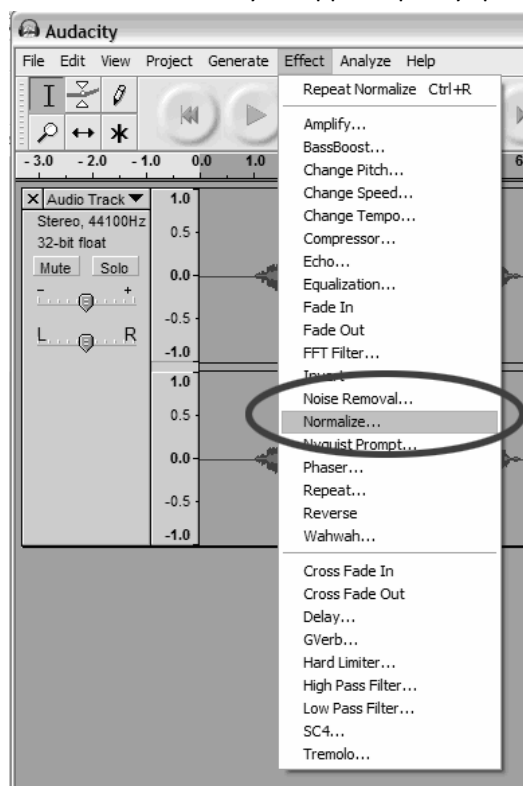 Audacity
File Edit View Project Generate Effect Analyze Help
Repeat Normalize Ctrl+R
Amplify...
BassBoost...
Change Pitch...
Change Speed...
Change Tempo...
Compressor...
Echo...
Equalization...
Fade In
Fade Out
FFT Filter...
Invert
Noise Removal...
Normalize...
Nyquist Prompt...
Phaser...
Repeat...
Reverse
Wahwah...
Cross Fade In
Cross Fade Out
Delay...
GVerb...
Hard Limiter...
High Pass Filter...
Low Pass Filter...
SC4...
Tremolo...
- 3.0 - 2.0 - 1.0 0.0 1.0 6
X Audio Track
Stereo, 44100Hz
32-bit float
Mute Solo
- +
L R
1.0
0.5
0.0
-0.5
-1.0
1.0
0.5
0.0
-0.5
-1.0